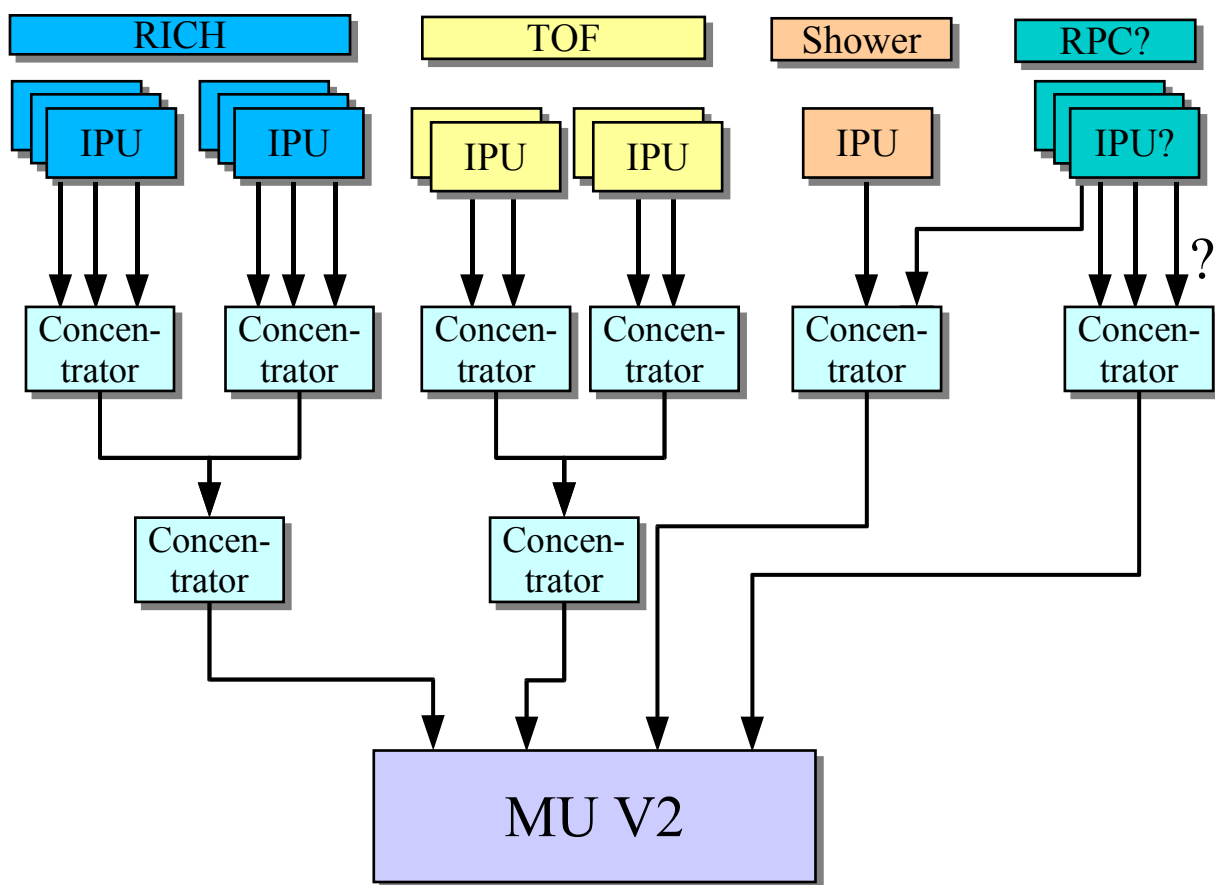 RICH
TOF
Shower
RPC?
IPU
IPU
IPU
IPU
IPU
IPU?
?
Concen-
trator
Concen-
trator
Concen-
trator
Concen-
trator
Concen-
trator
Concen-
trator
Concen-
trator
Concen-
trator
MU V2